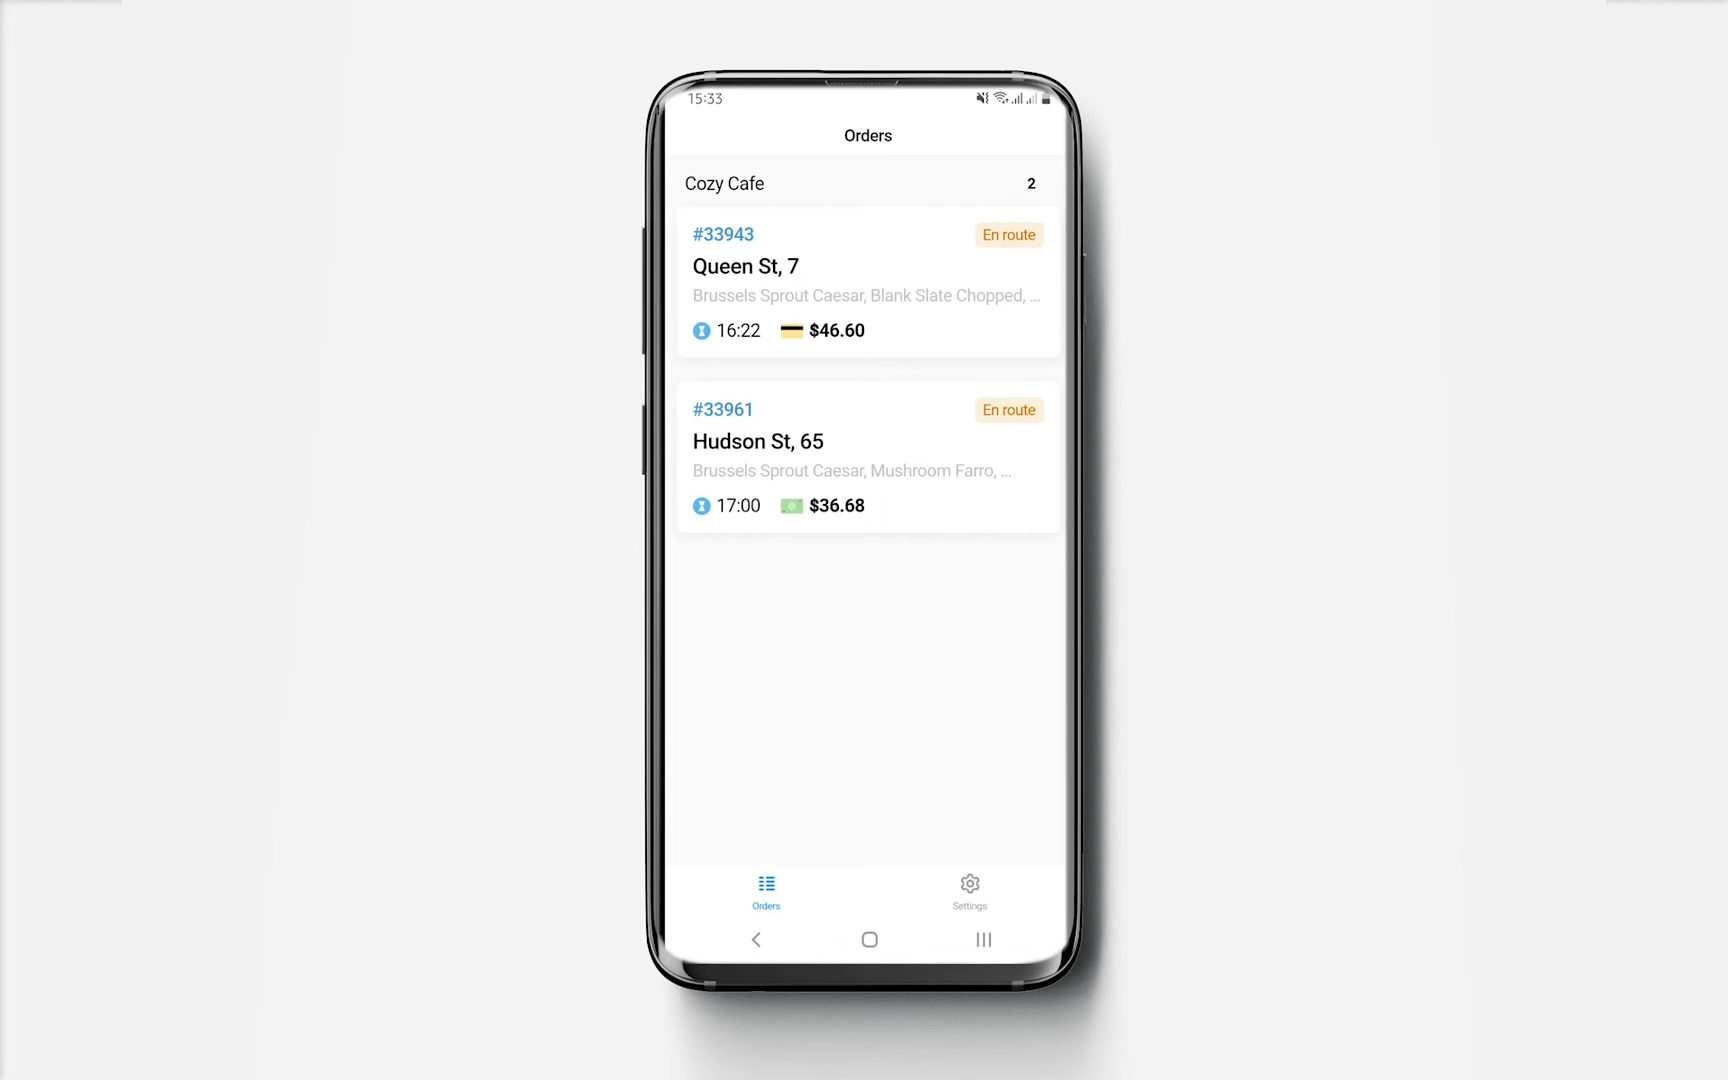 15:33
Orders
Cozy Cafe 2
#33943 En route
Queen St, 7
Brussels Sprout Caesar, Blank Slate Chopped, ...
16:22 $46.60
#33961 En route
Hudson St, 65
Brussels Sprout Caesar, Mushroom Farro, ...
17:00 $36.68
Orders Settings